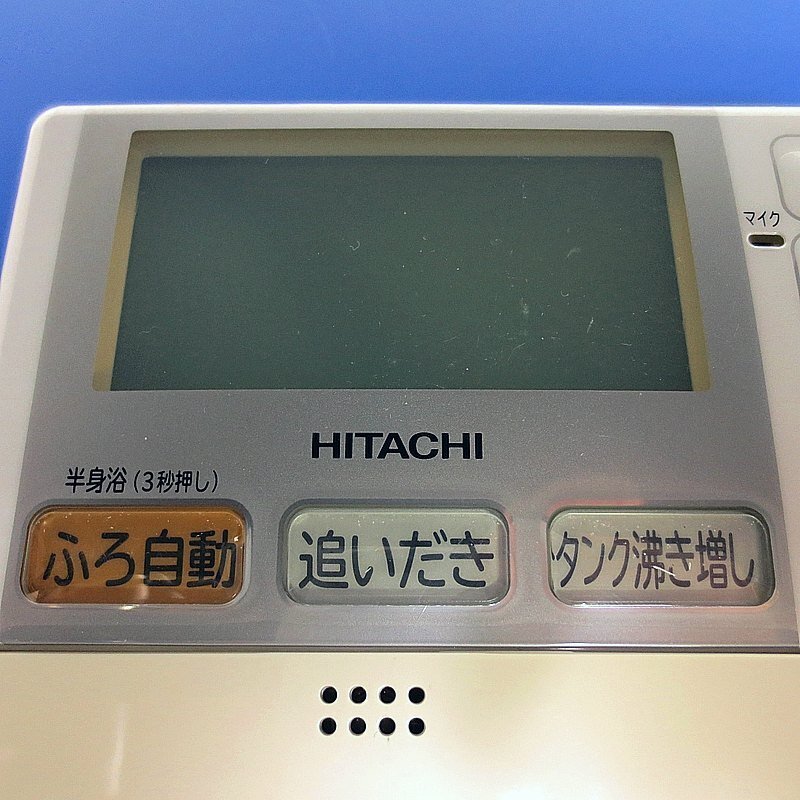 マイク
HITACHI
半身浴（3秒押し）
ふろ自動
追いだき
タンク沸き増し